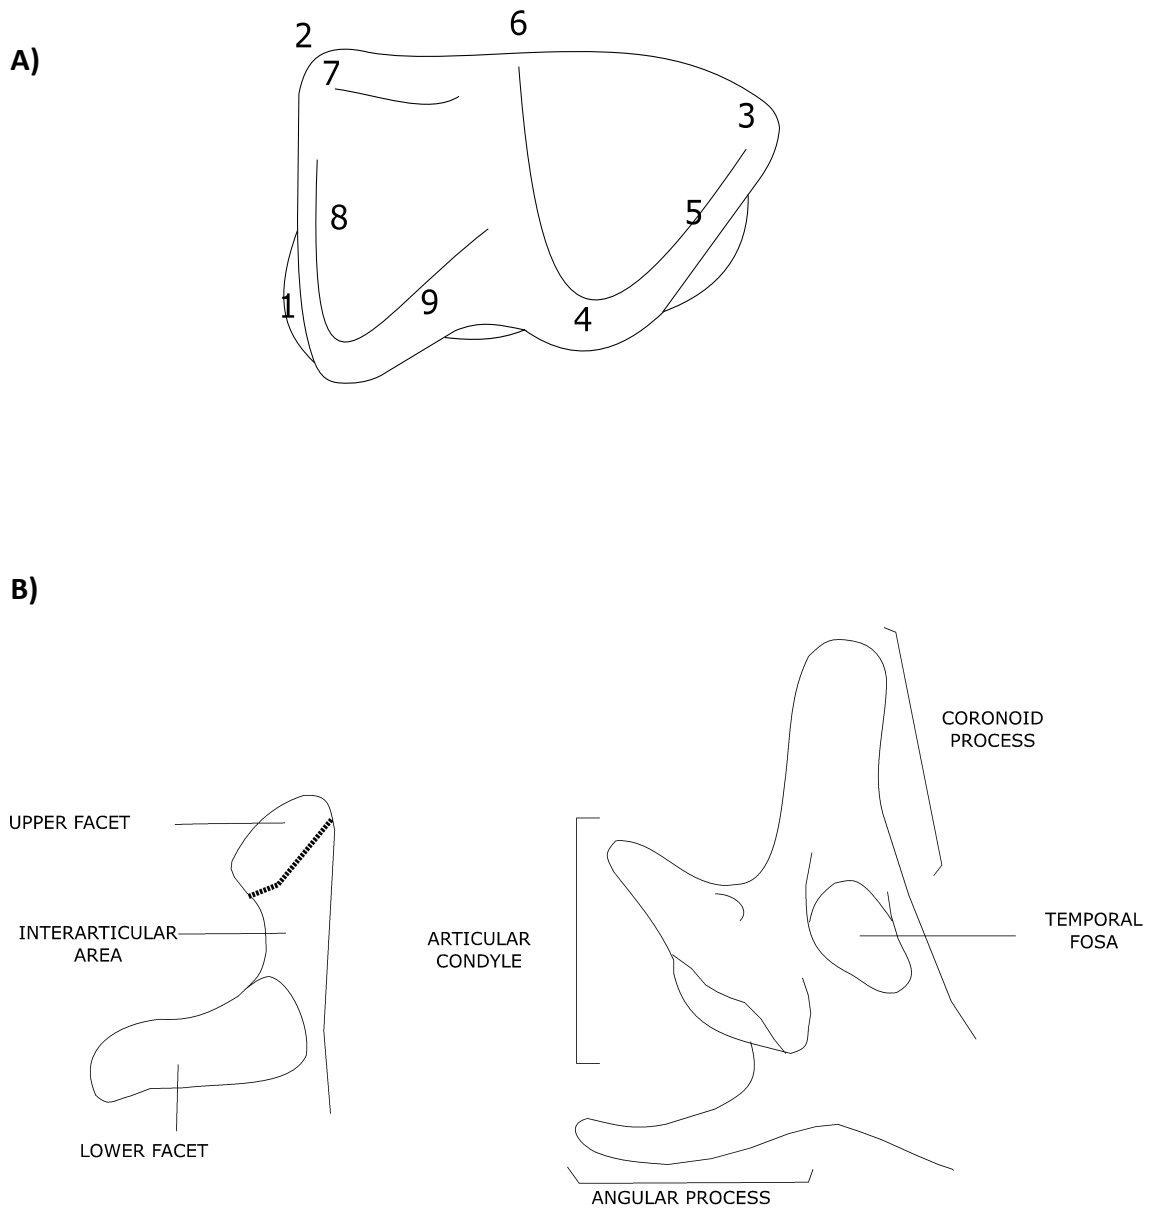 A)
2
6
7
3
8
5
1
9
4
B)
CORONOID
PROCESS
UPPER FACET
INTERARTICULAR
AREA
ARTICULAR
CONDYLE
TEMPORAL
FOSA
LOWER FACET
ANGULAR PROCESS